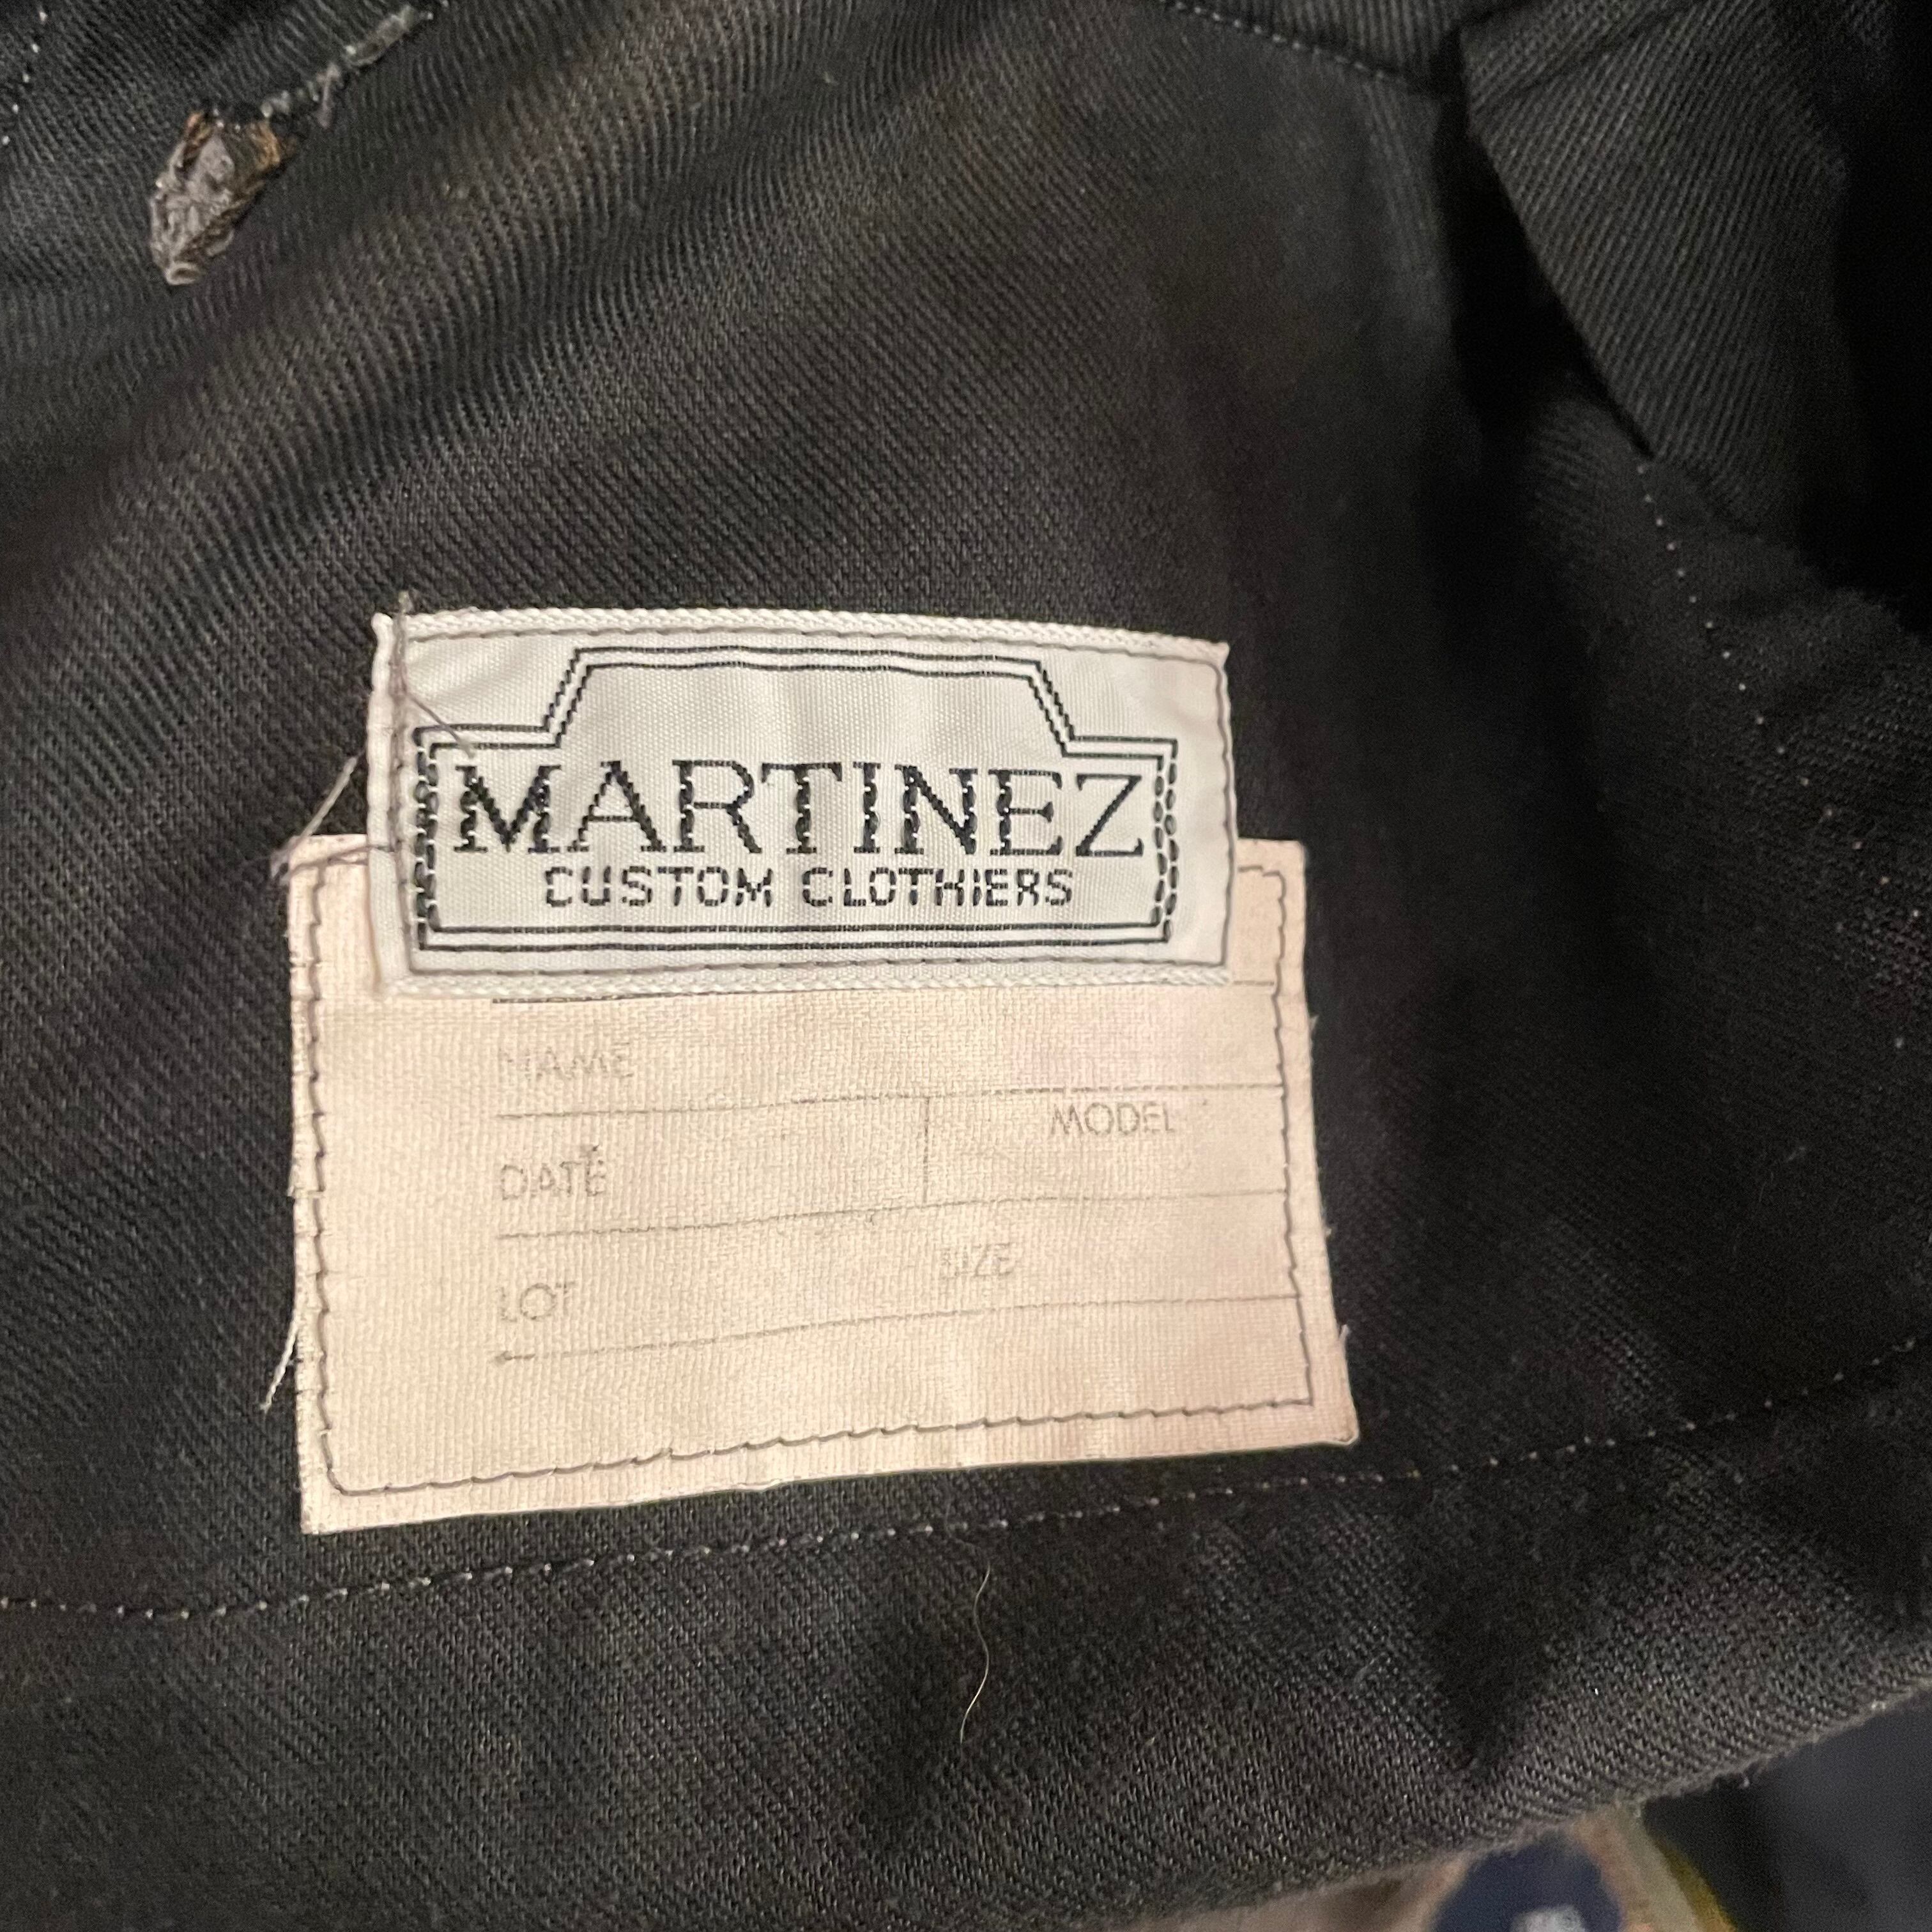 MARTINEZ
CUSTOM CLOTHIERS
NAME
MODEL
DATE
SIZE
LOT